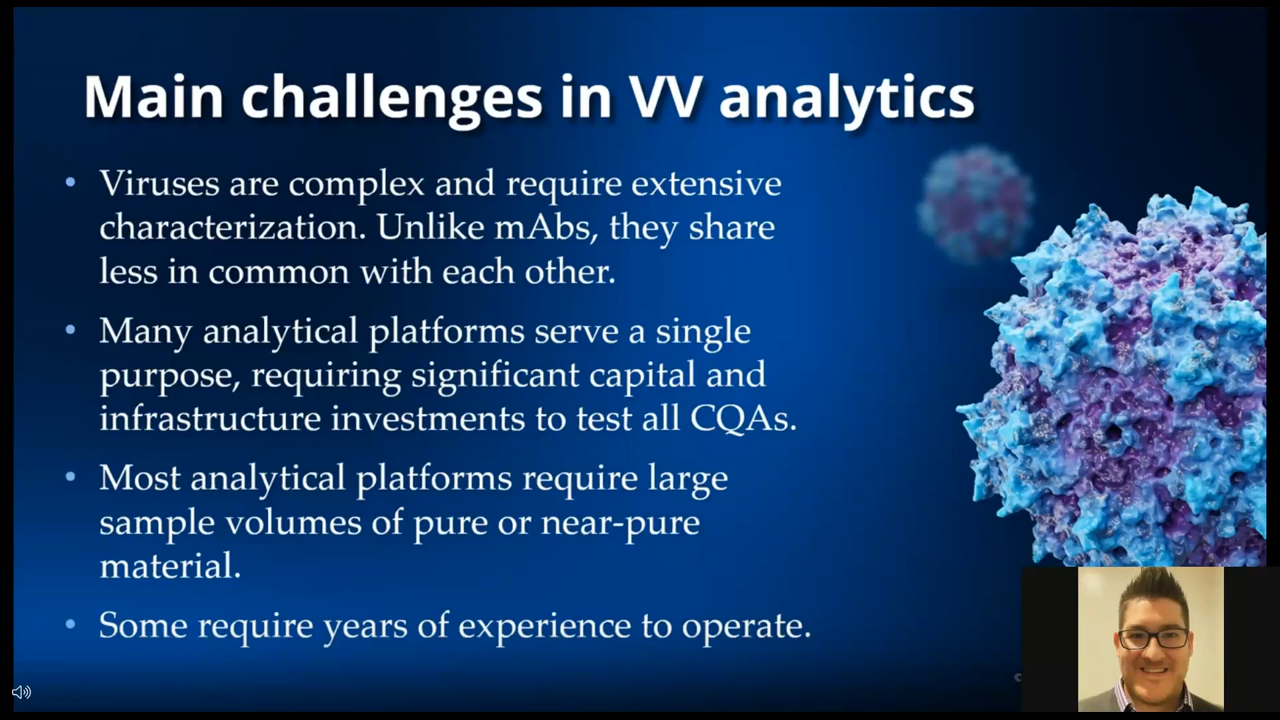 Main challenges in VV analytics
• Viruses are complex and require extensive
characterization. Unlike mAbs, they share
less in common with each other.
• Many analytical platforms serve a single
purpose, requiring significant capital and
infrastructure investments to test all CQAs.
• Most analytical platforms require large
sample volumes of pure or near-pure
material.
• Some require years of experience to operate.
©